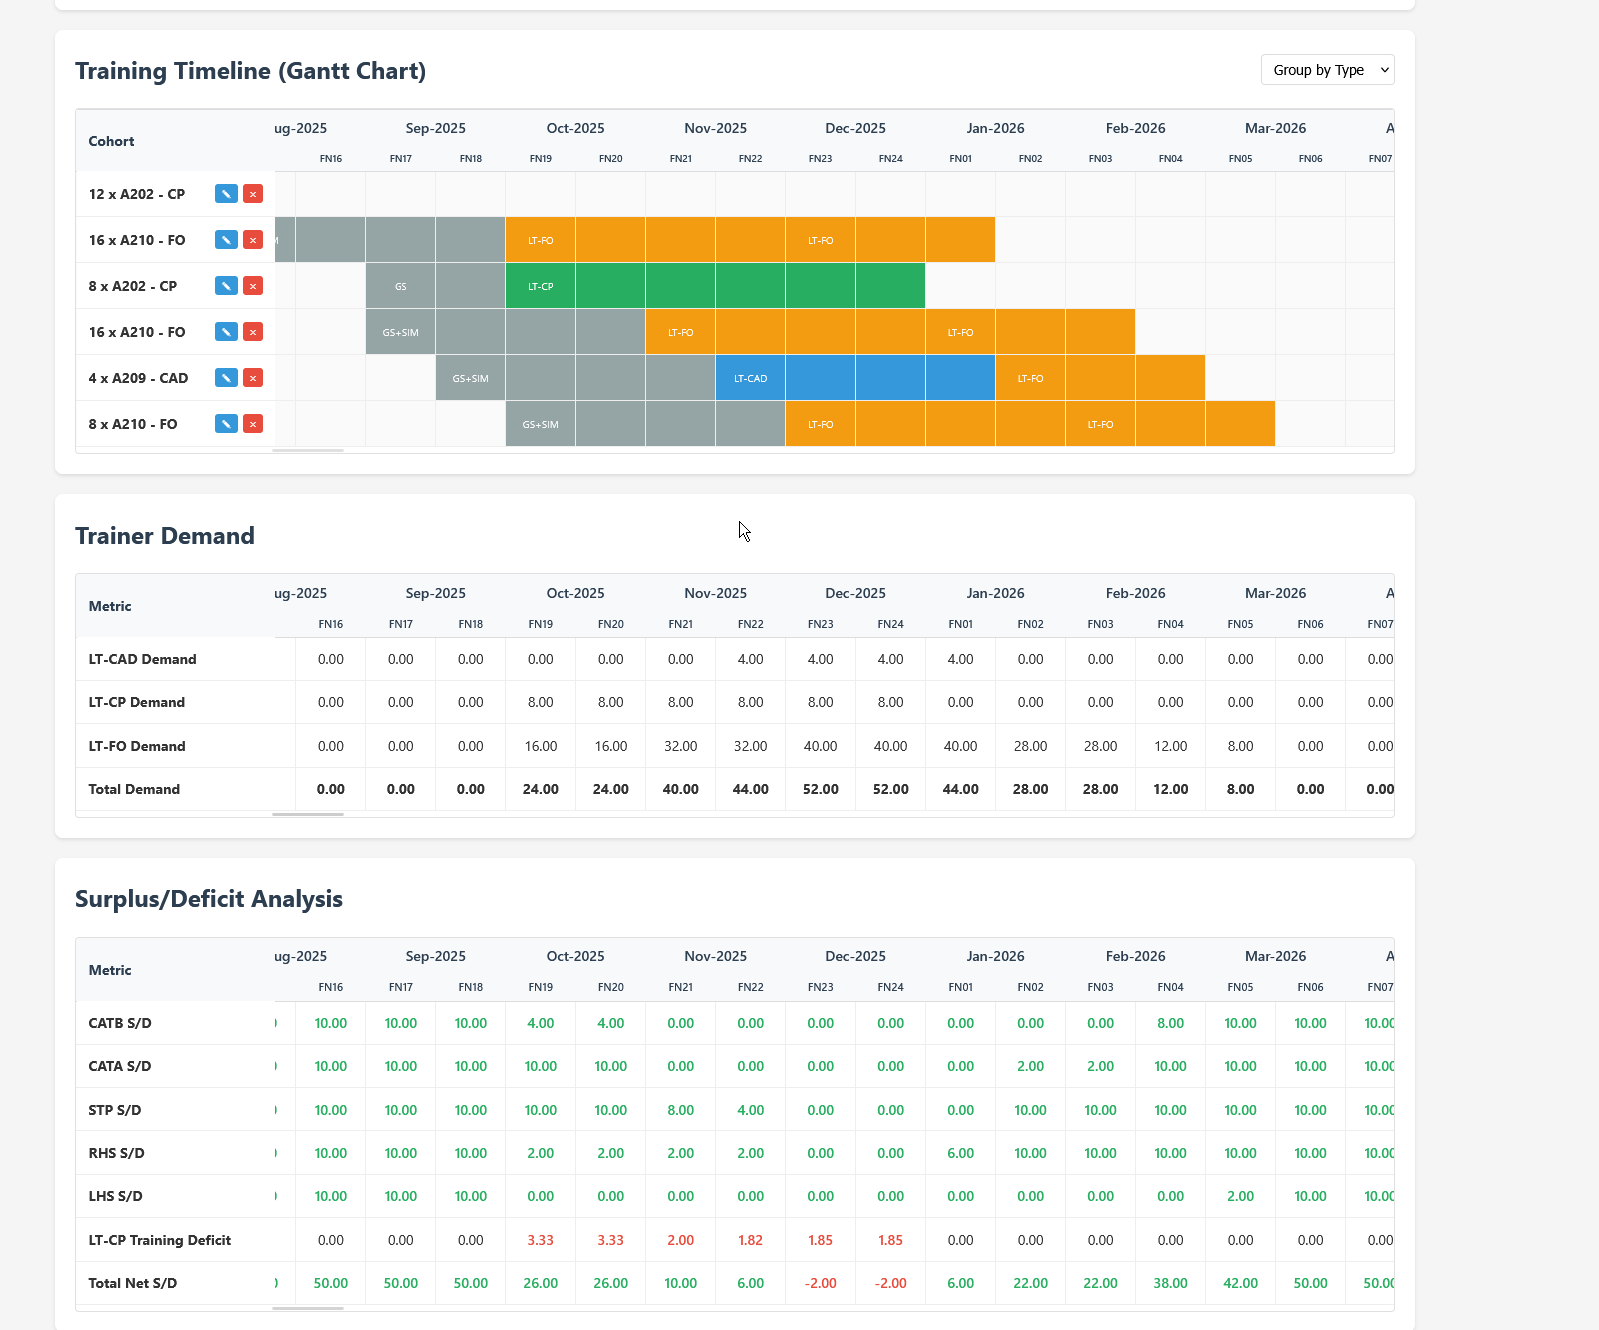 Training Timeline (Gantt Chart)
Group by Type
Cohort
ug-2025 Sep-2025 Oct-2025 Nov-2025 Dec-2025 Jan-2026 Feb-2026 Mar-2026 A
FN16 FN17 FN18 FN19 FN20 FN21 FN22 FN23 FN24 FN01 FN02 FN03 FN04 FN05 FN06 FN07
12 x A202 - CP
16 x A210 - FO LT-FO LT-FO
8 x A202 - CP GS LT-CP
16 x A210 - FO GS+SIM LT-FO LT-FO
4 x A209 - CAD GS+SIM LT-CAD LT-FO
8 x A210 - FO GS+SIM LT-FO LT-FO
Trainer Demand
Metric
ug-2025 Sep-2025 Oct-2025 Nov-2025 Dec-2025 Jan-2026 Feb-2026 Mar-2026 A
FN16 FN17 FN18 FN19 FN20 FN21 FN22 FN23 FN24 FN01 FN02 FN03 FN04 FN05 FN06 FN07
LT-CAD Demand 0.00 0.00 0.00 0.00 0.00 0.00 4.00 4.00 4.00 4.00 0.00 0.00 0.00 0.00 0.00 0.00
LT-CP Demand 0.00 0.00 0.00 8.00 8.00 8.00 8.00 8.00 8.00 0.00 0.00 0.00 0.00 0.00 0.00 0.00
LT-FO Demand 0.00 0.00 0.00 16.00 16.00 32.00 32.00 40.00 40.00 40.00 28.00 28.00 12.00 8.00 0.00 0.00
Total Demand 0.00 0.00 0.00 24.00 24.00 40.00 44.00 52.00 52.00 44.00 28.00 28.00 12.00 8.00 0.00 0.00
Surplus/Deficit Analysis
Metric
ug-2025 Sep-2025 Oct-2025 Nov-2025 Dec-2025 Jan-2026 Feb-2026 Mar-2026 A
FN16 FN17 FN18 FN19 FN20 FN21 FN22 FN23 FN24 FN01 FN02 FN03 FN04 FN05 FN06 FN07
CATB S/D 10.00 10.00 10.00 4.00 4.00 0.00 0.00 0.00 0.00 0.00 0.00 0.00 8.00 10.00 10.00 10.00
CATA S/D 10.00 10.00 10.00 10.00 10.00 0.00 0.00 0.00 0.00 0.00 2.00 2.00 10.00 10.00 10.00 10.00
STP S/D 10.00 10.00 10.00 10.00 10.00 8.00 4.00 0.00 0.00 0.00 10.00 10.00 10.00 10.00 10.00 10.00
RHS S/D 10.00 10.00 10.00 2.00 2.00 2.00 2.00 0.00 0.00 6.00 10.00 10.00 10.00 10.00 10.00 10.00
LHS S/D 10.00 10.00 10.00 0.00 0.00 0.00 0.00 0.00 0.00 0.00 0.00 0.00 0.00 2.00 10.00 10.00
LT-CP Training Deficit 0.00 0.00 0.00 3.33 3.33 2.00 1.82 1.85 1.85 0.00 0.00 0.00 0.00 0.00 0.00 0.00
Total Net S/D 50.00 50.00 50.00 26.00 26.00 10.00 6.00 -2.00 -2.00 6.00 22.00 22.00 38.00 42.00 50.00 50.00